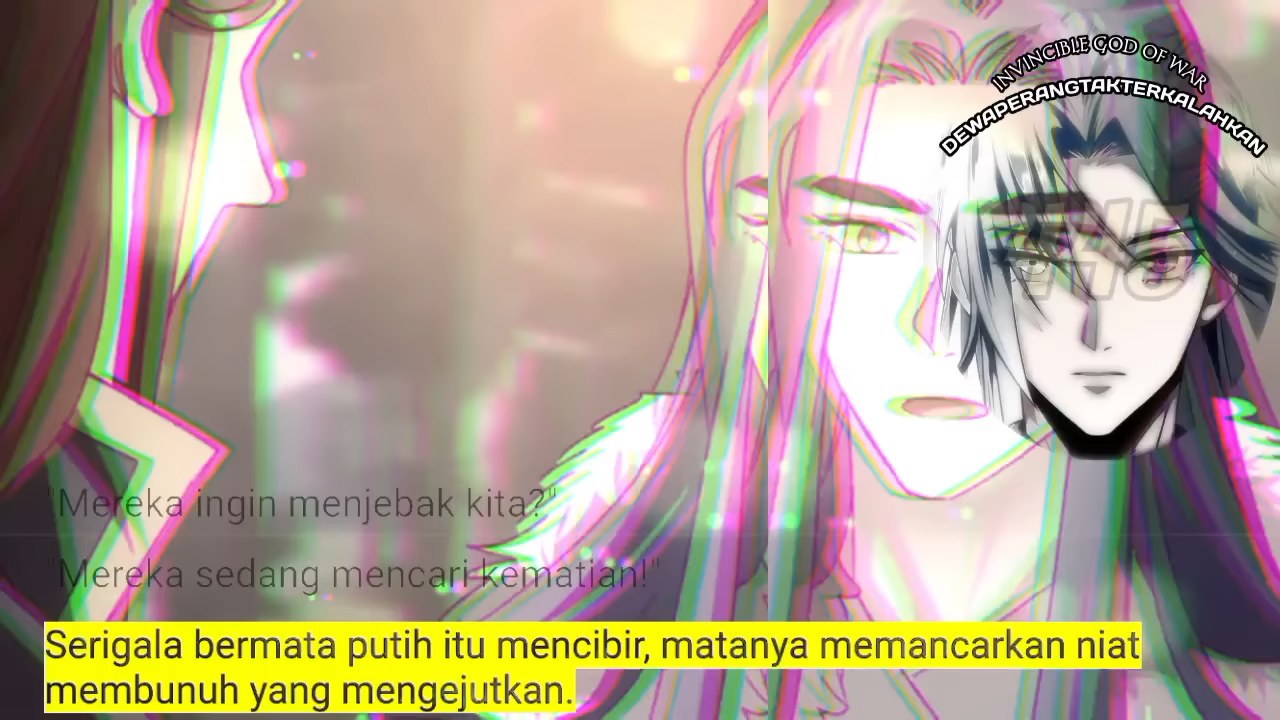 INVINCIBLE GOD OF WAR
DEWAPERANGTAKTERKALAHKAN
"Mereka ingin menjebak kita?"
"Mereka sedang mencari kematian!"
Serigala bermata putih itu mencibir, matanya memancarkan niat
membunuh yang mengejutkan.